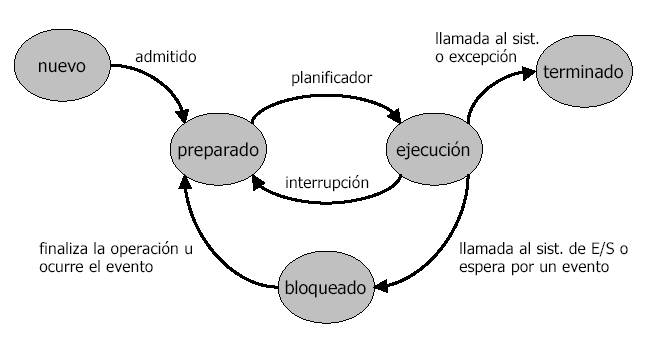 nuevo
admitido
preparado
planificador
interrupción
ejecución
llamada al sist.
o excepción
terminado
finaliza la operación u
ocurre el evento
bloqueado
llamada al sist. de E/S o
espera por un evento